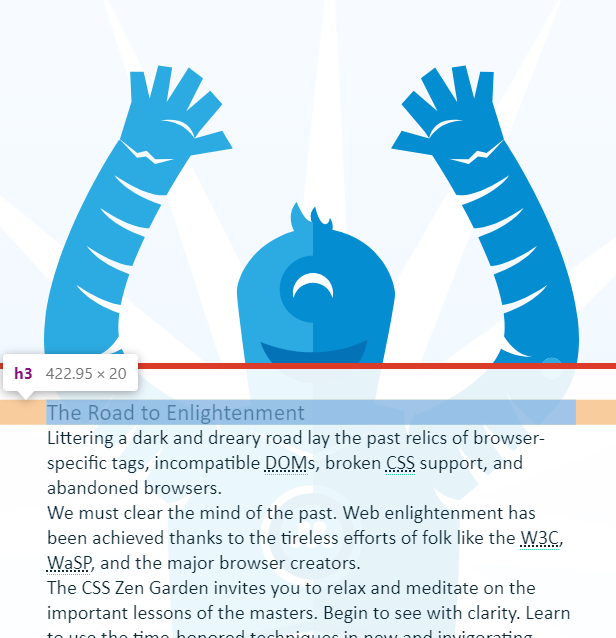 h3 422.95 × 20
The Road to Enlightenment
Littering a dark and dreary road lay the past relics of browser-
specific tags, incompatible DOMs, broken CSS support, and
abandoned browsers.
We must clear the mind of the past. Web enlightenment has
been achieved thanks to the tireless efforts of folk like the W3C,
WaSP, and the major browser creators.
The CSS Zen Garden invites you to relax and meditate on the
important lessons of the masters. Begin to see with clarity. Learn
to use the time-honored techniques in new and invigorating